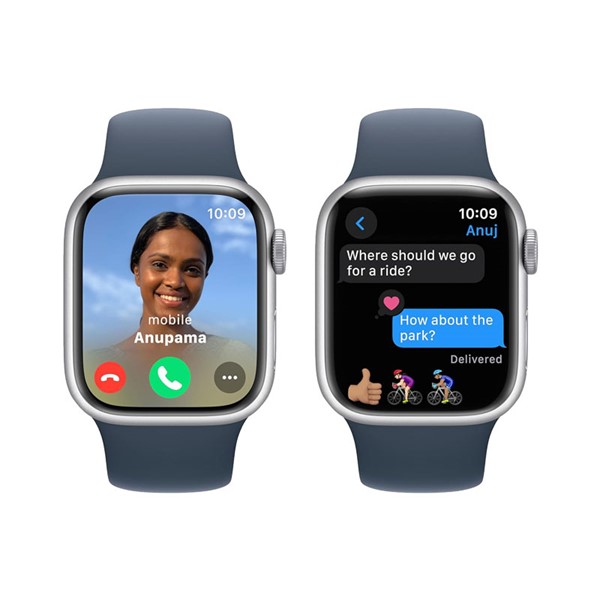 10:09
mobile
Anupama
10:09
Anuj
Where should we go
for a ride?
How about the
park?
Delivered